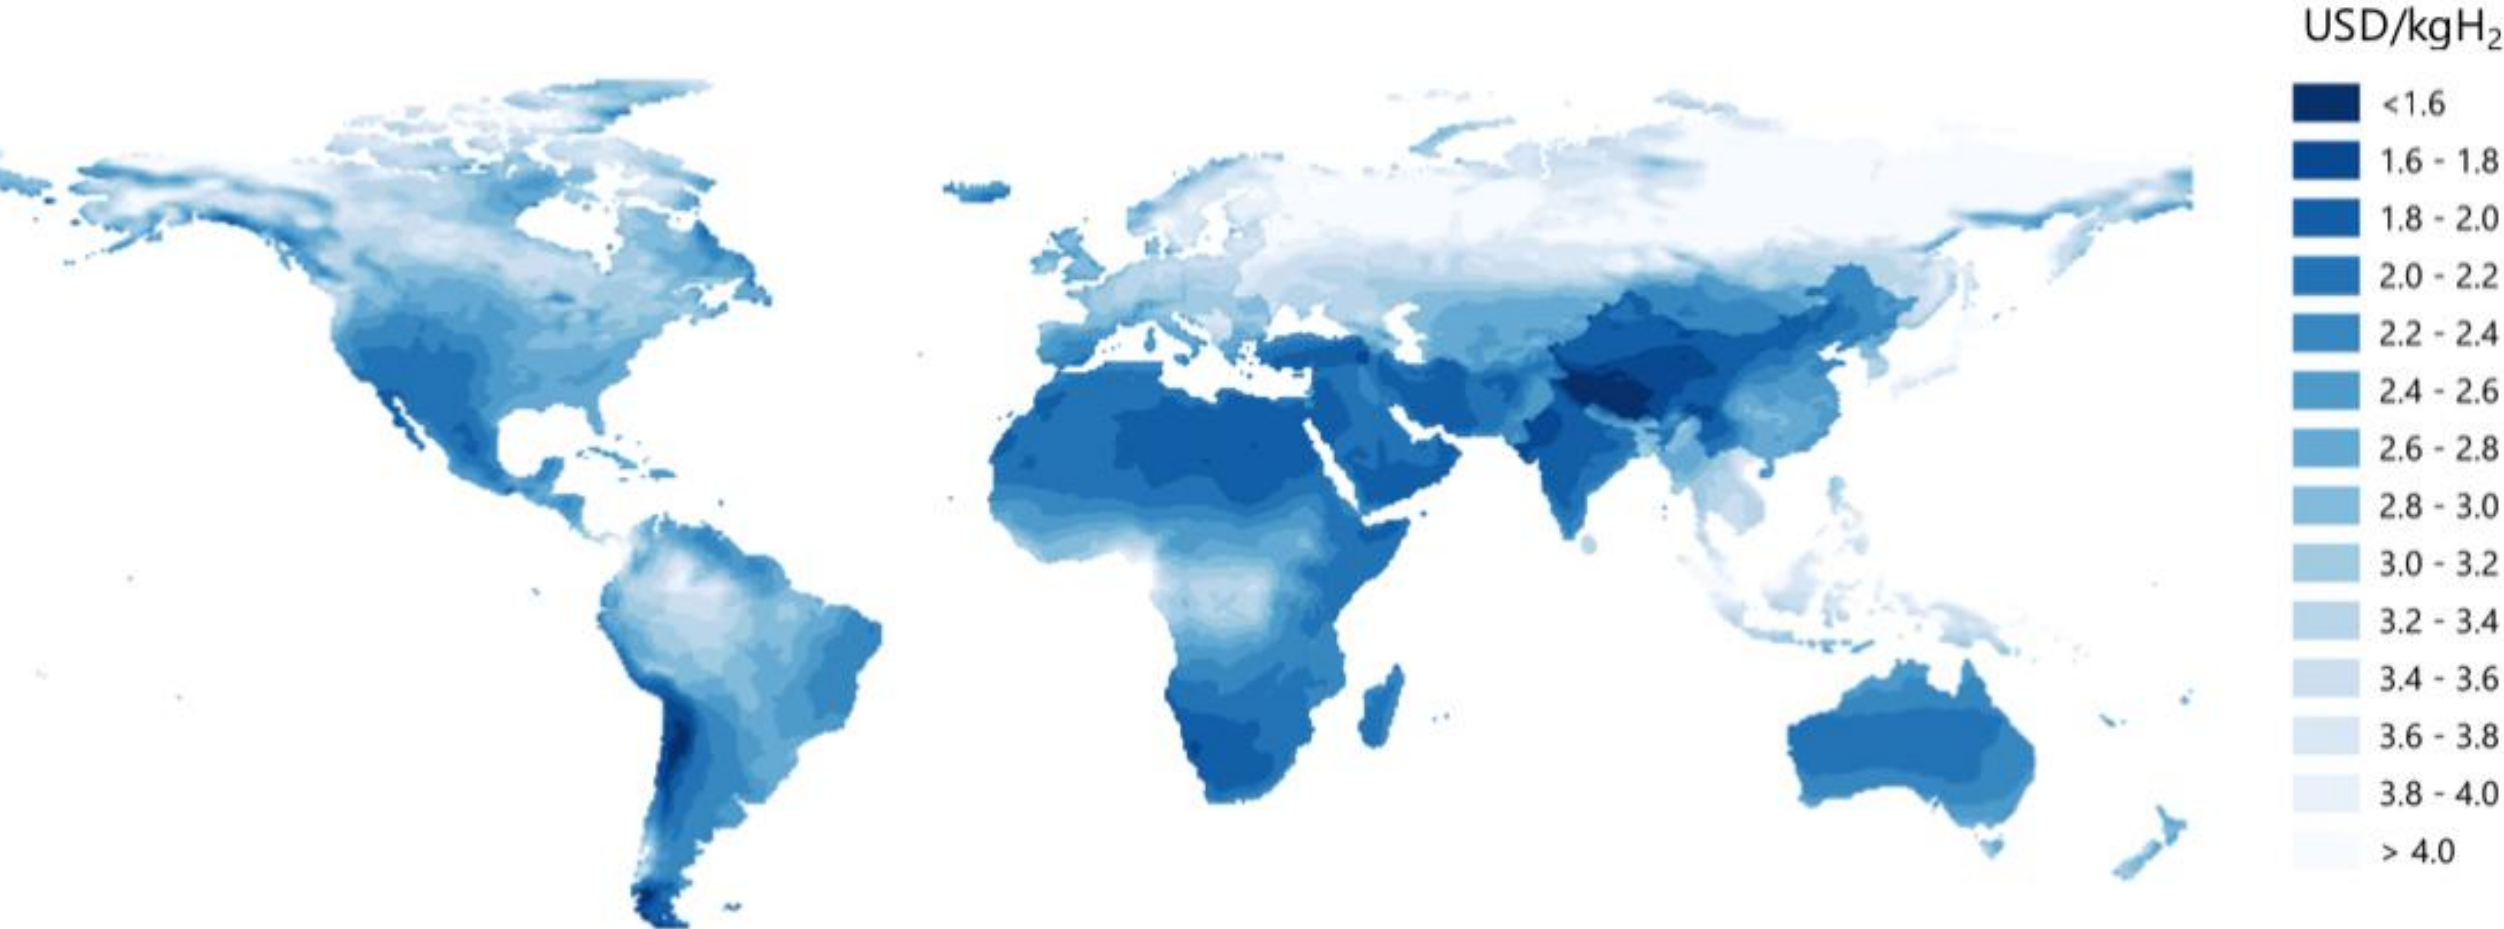 USD/kgH₂
<1.6
1.6 - 1.8
1.8 - 2.0
2.0 - 2.2
2.2 - 2.4
2.4 - 2.6
2.6 - 2.8
2.8 - 3.0
3.0 - 3.2
3.2 - 3.4
3.4 - 3.6
3.6 - 3.8
3.8 - 4.0
> 4.0